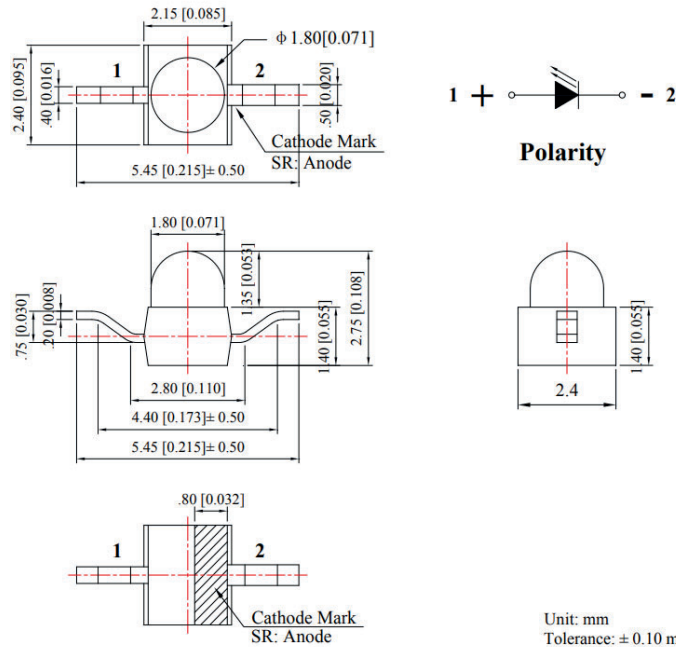 2.15 [0.085]
ϕ 1.80[0.071]
1
2
2.40 [0.095]
.40 [0.016]
.50 [0.020]
Cathode Mark
SR: Anode
5.45 [0.215]± 0.50
1 + - 2
Polarity
1.80 [0.071]
1.35 [0.053]
2.75 [0.108]
1.40 [0.055]
.75 [0.030]
.20 [0.008]
2.80 [0.110]
4.40 [0.173]± 0.50
5.45 [0.215]± 0.50
1.40 [0.055]
2.4
.80 [0.032]
1
2
Cathode Mark
SR: Anode
Unit: mm
Tolerance: ± 0.10 m